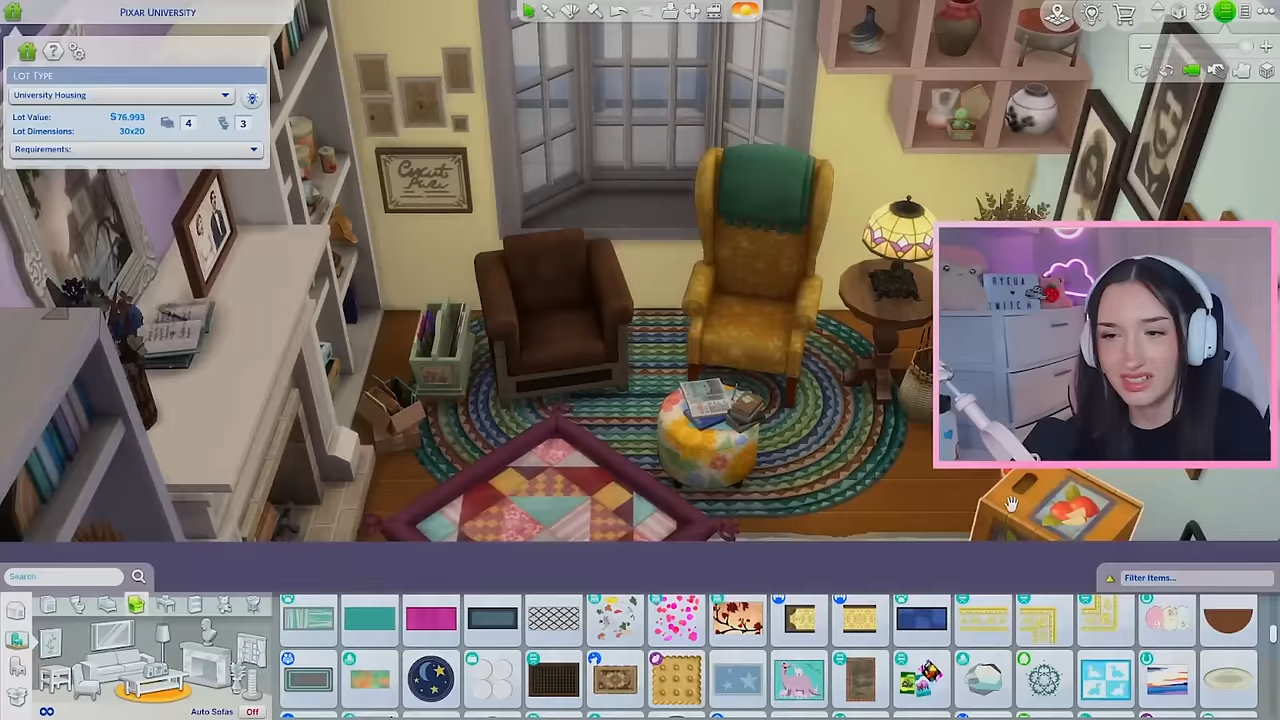 PIXAR UNIVERSITY
LOT TYPE
University Housing
Lot Value: §76,993
4
3
Lot Dimensions: 30x20
Requirements:
Search
Filter Items...
Auto Sofas Off